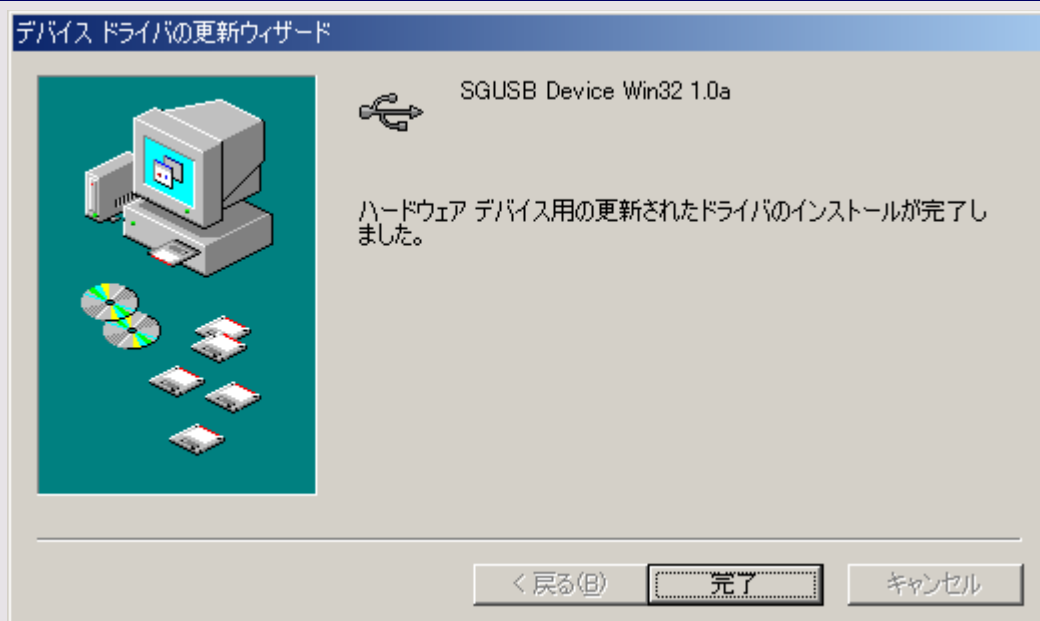 デバイス ドライバの更新ウィザード
SGUSB Device Win32 1.0a
ハードウェア デバイス用の更新されたドライバのインストールが完了し
ました。
< 戻る(B)
完了
キャンセル